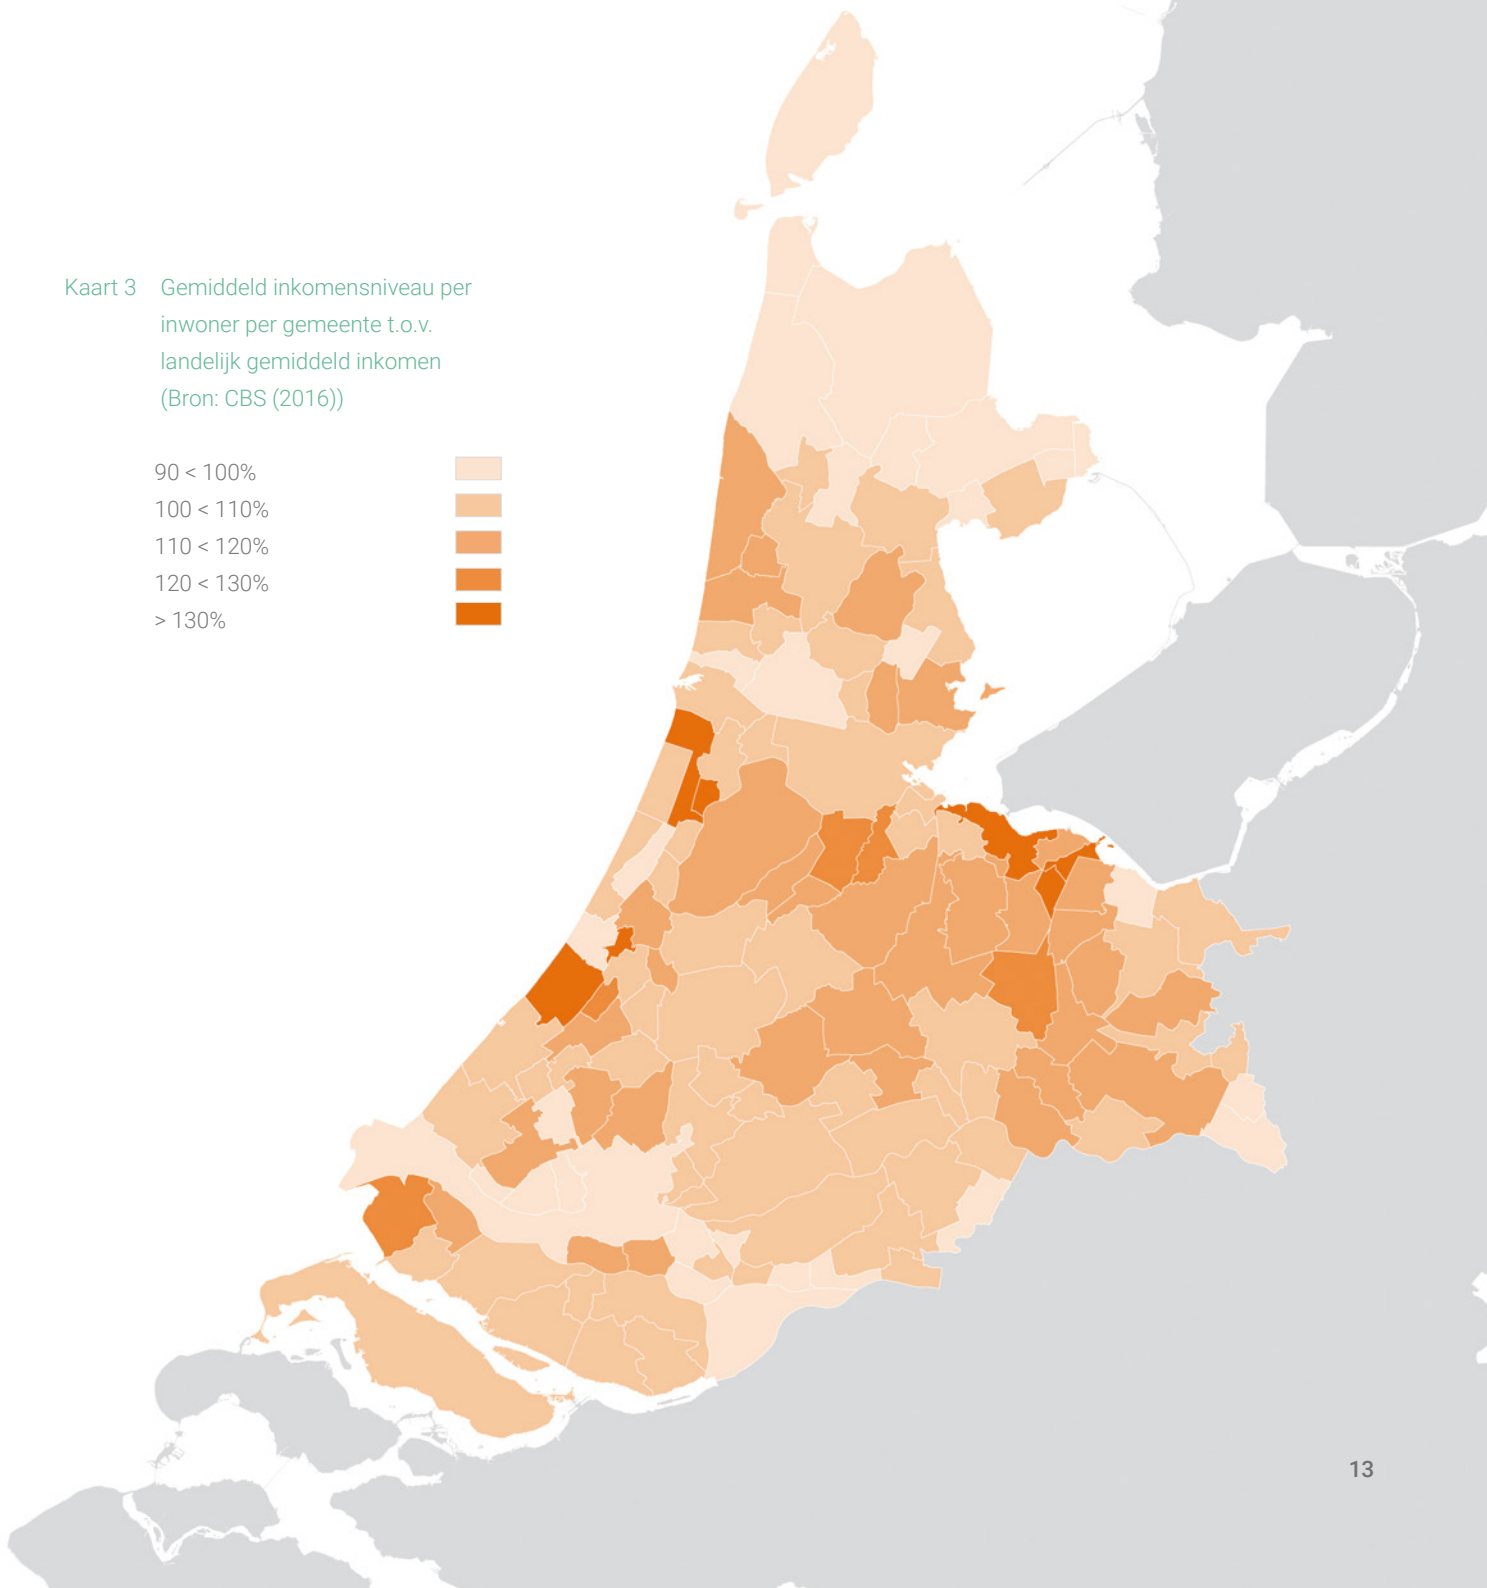 Kaart 3 Gemiddeld inkomensniveau per
inwoner per gemeente t.o.v.
landelijk gemiddeld inkomen
(Bron: CBS (2016))
90 < 100%
100 < 110%
110 < 120%
120 < 130%
> 130%
13